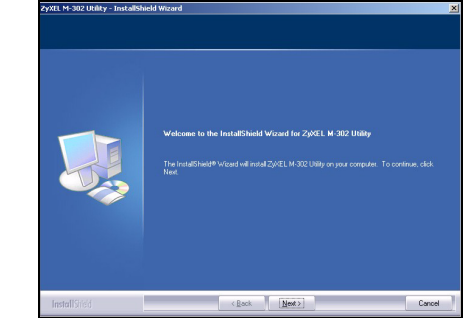 ZyXEL M-302 Utility - InstallShield Wizard
Welcome to the InstallShield Wizard for ZyXEL M-302 Utility
The InstallShield® Wizard will install ZyXEL M-302 Utility on your computer. To continue, click
Next.
InstallShield
< Back
Next >
Cancel